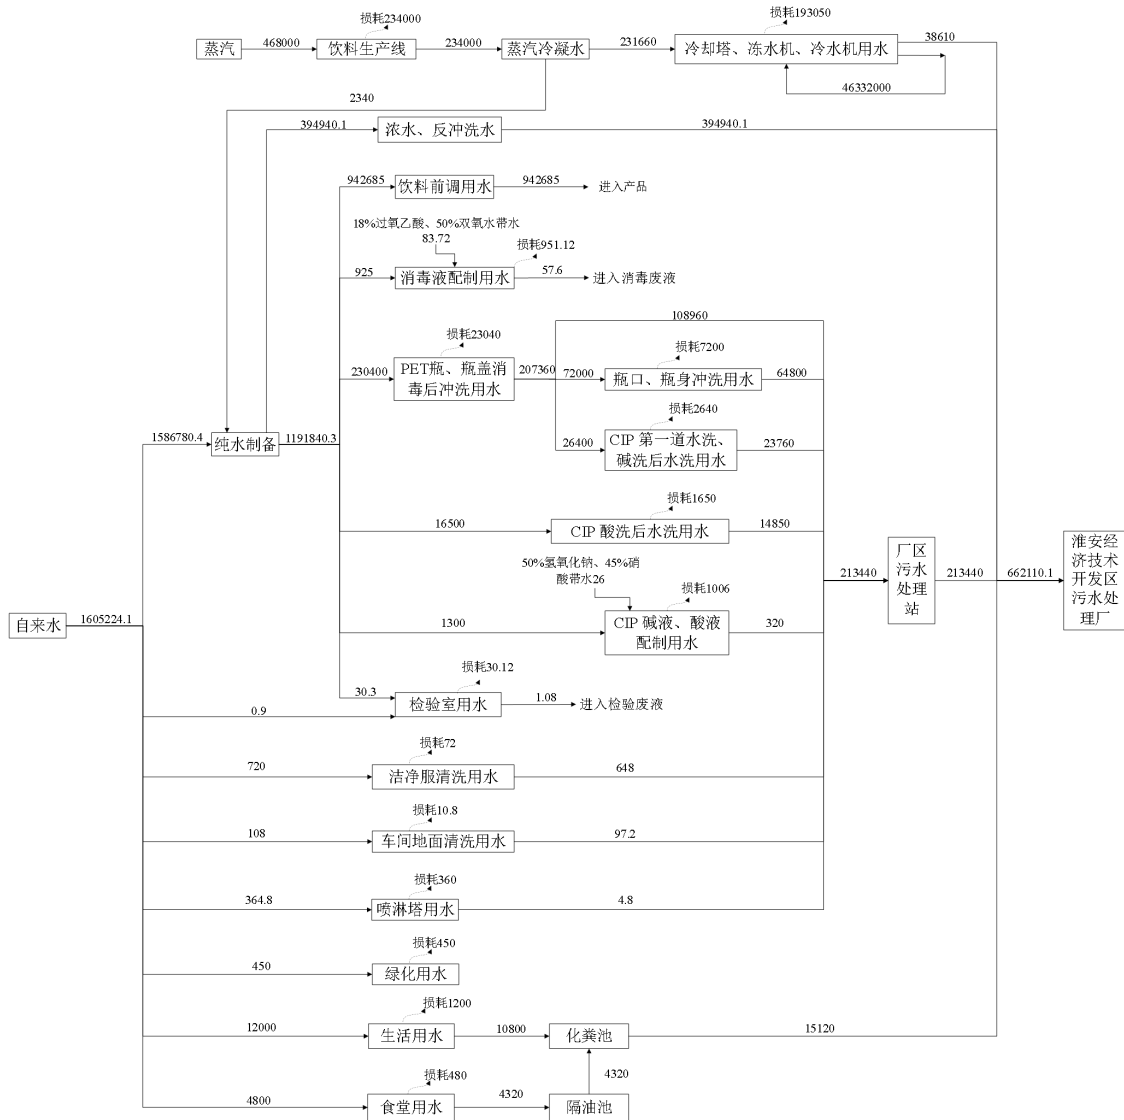 损耗234000
损耗193050
蒸汽
468000
饮料生产线
234000
蒸汽冷凝水
231660
冷却塔、冻水机、冷水机用水
38610
46332000
2340
394940.1
浓水、反冲洗水
394940.1
942685
饮料前调用水
942685
进入产品
18%过氧乙酸、50%双氧水带水
83.72
损耗951.12
925
消毒液配制用水
57.6
进入消毒废液
108960
损耗23040
损耗7200
230400
PET瓶、瓶盖消
毒后冲洗用水
207360
72000
瓶口、瓶身冲洗用水
64800
损耗2640
1586780.4
纯水制备
1191840.3
26400
CIP 第一道水洗、
碱洗后水洗用水
23760
损耗1650
16500
CIP 酸洗后水洗用水
14850
50%氢氧化钠、45%硝
酸带水26
损耗1006
213440
厂区
污水
处理
站
213440
662110.1
淮安经
济技术
开发区
污水处
理厂
自来水
1605224.1
1300
CIP 碱液、酸液
配制用水
320
损耗30.12
30.3
检验室用水
1.08
进入检验废液
0.9
损耗72
720
洁净服清洗用水
648
损耗10.8
108
车间地面清洗用水
97.2
损耗360
364.8
喷淋塔用水
4.8
损耗450
450
绿化用水
损耗1200
12000
生活用水
10800
化粪池
15120
损耗480
4320
4800
食堂用水
4320
隔油池